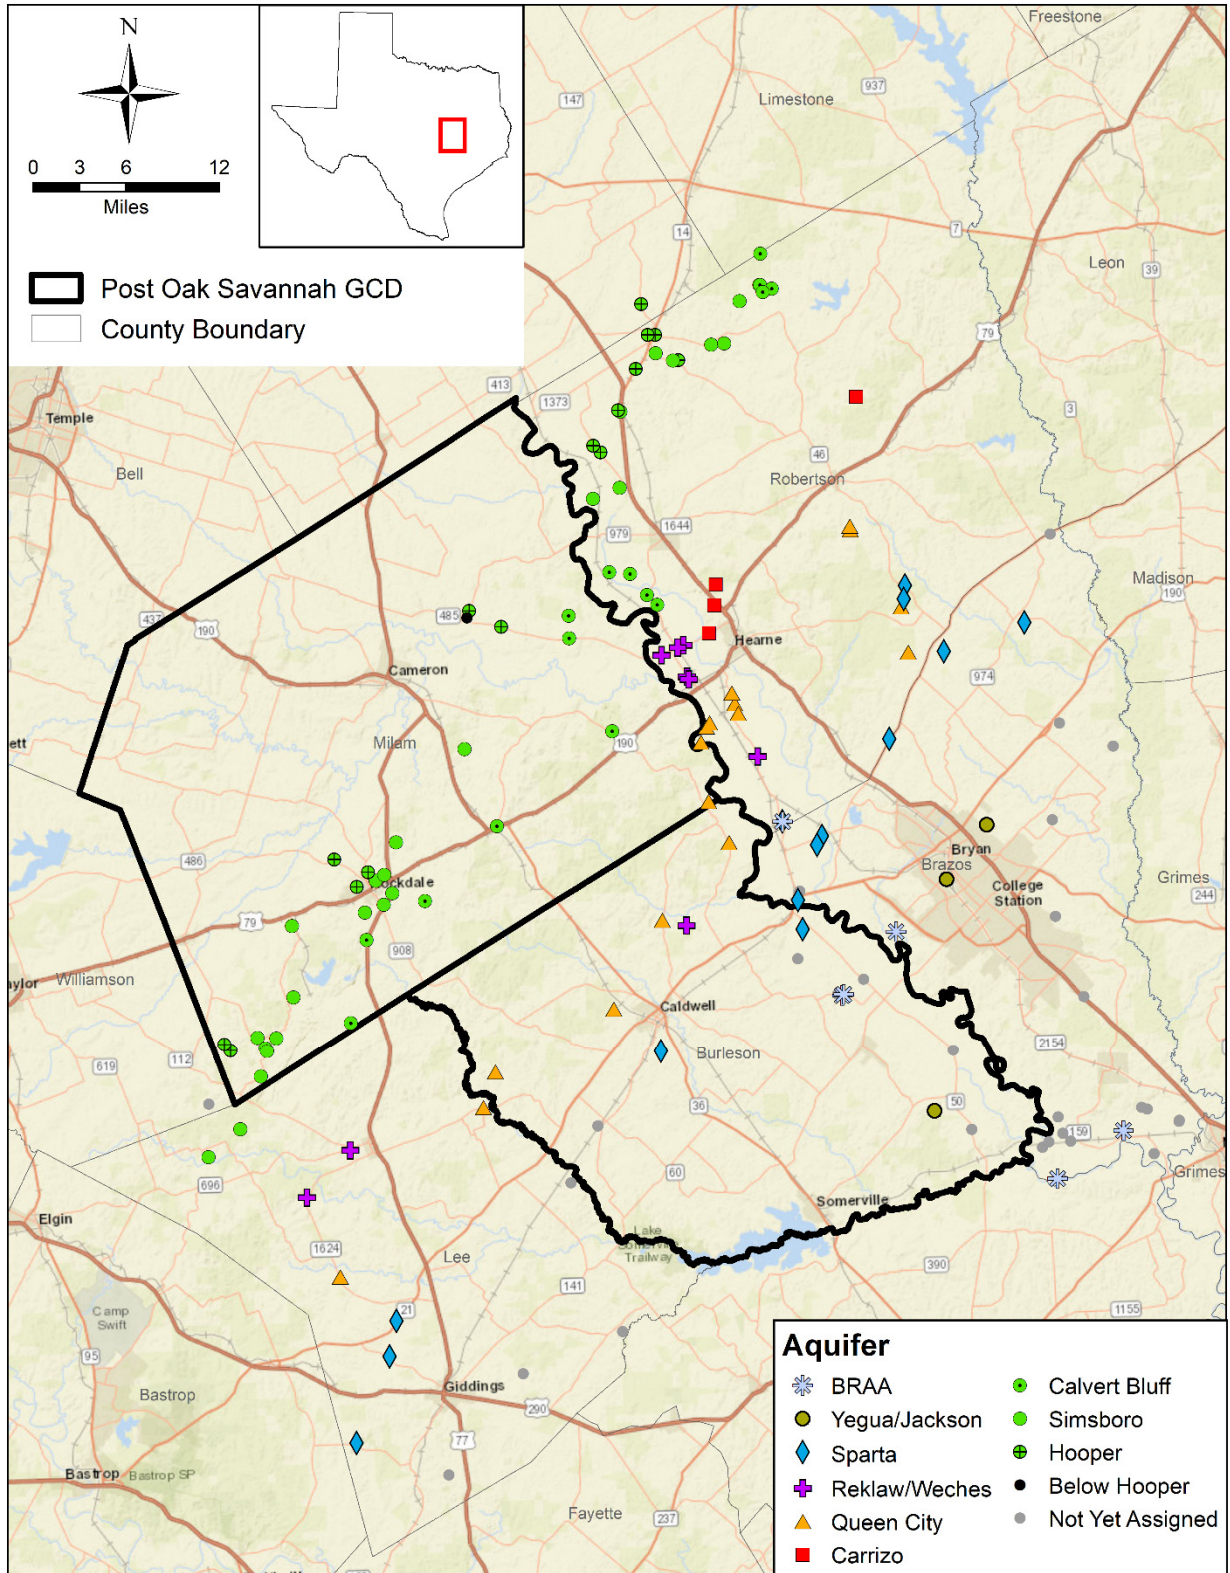 N
0 3 6 12
Miles
Post Oak Savannah GCD
County Boundary
Freestone
937
147
Limestone
14
7
Leon
39
79
413
1373
3
Temple
Bell
46
Robertson
1644
979
Madison
190
437
190
485
Hearne
Cameron
974
ett
Milam
190
486
Bryan
Brazos
ockdale
College
Station
Grimes
244
79
908
Williamson
aylor
Caldwell
2154
619
112
Burleson
50
36
159
Grimes
60
696
Somerville
Elgin
Lake
Somerville
Trailway
1624
Lee
390
141
21
1155
Camp
Swift
95
Bastrop
Giddings
290
77
Bastrop
Bastrop SP
Fayette
237
Aquifer
BRAA
Yegua/Jackson
Sparta
Reklaw/Weches
Queen City
Carrizo
Calvert Bluff
Simsboro
Hooper
Below Hooper
Not Yet Assigned